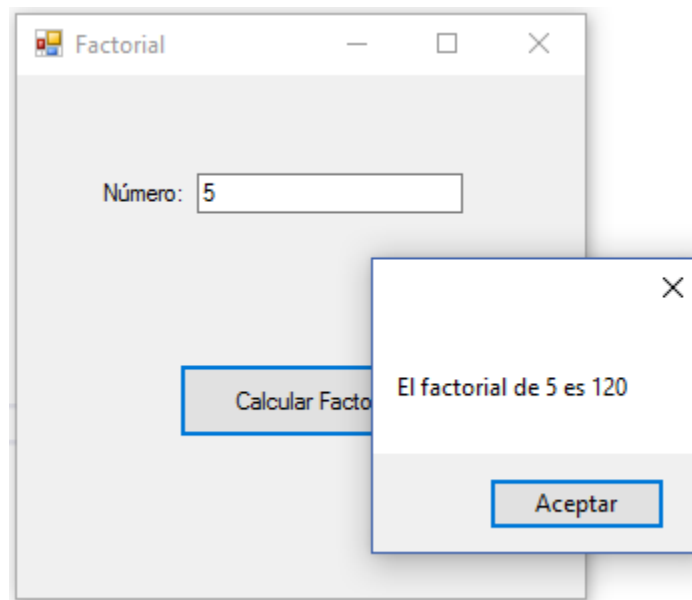 Factorial
Número: 5
Calcular Facto
El factorial de 5 es 120
Aceptar